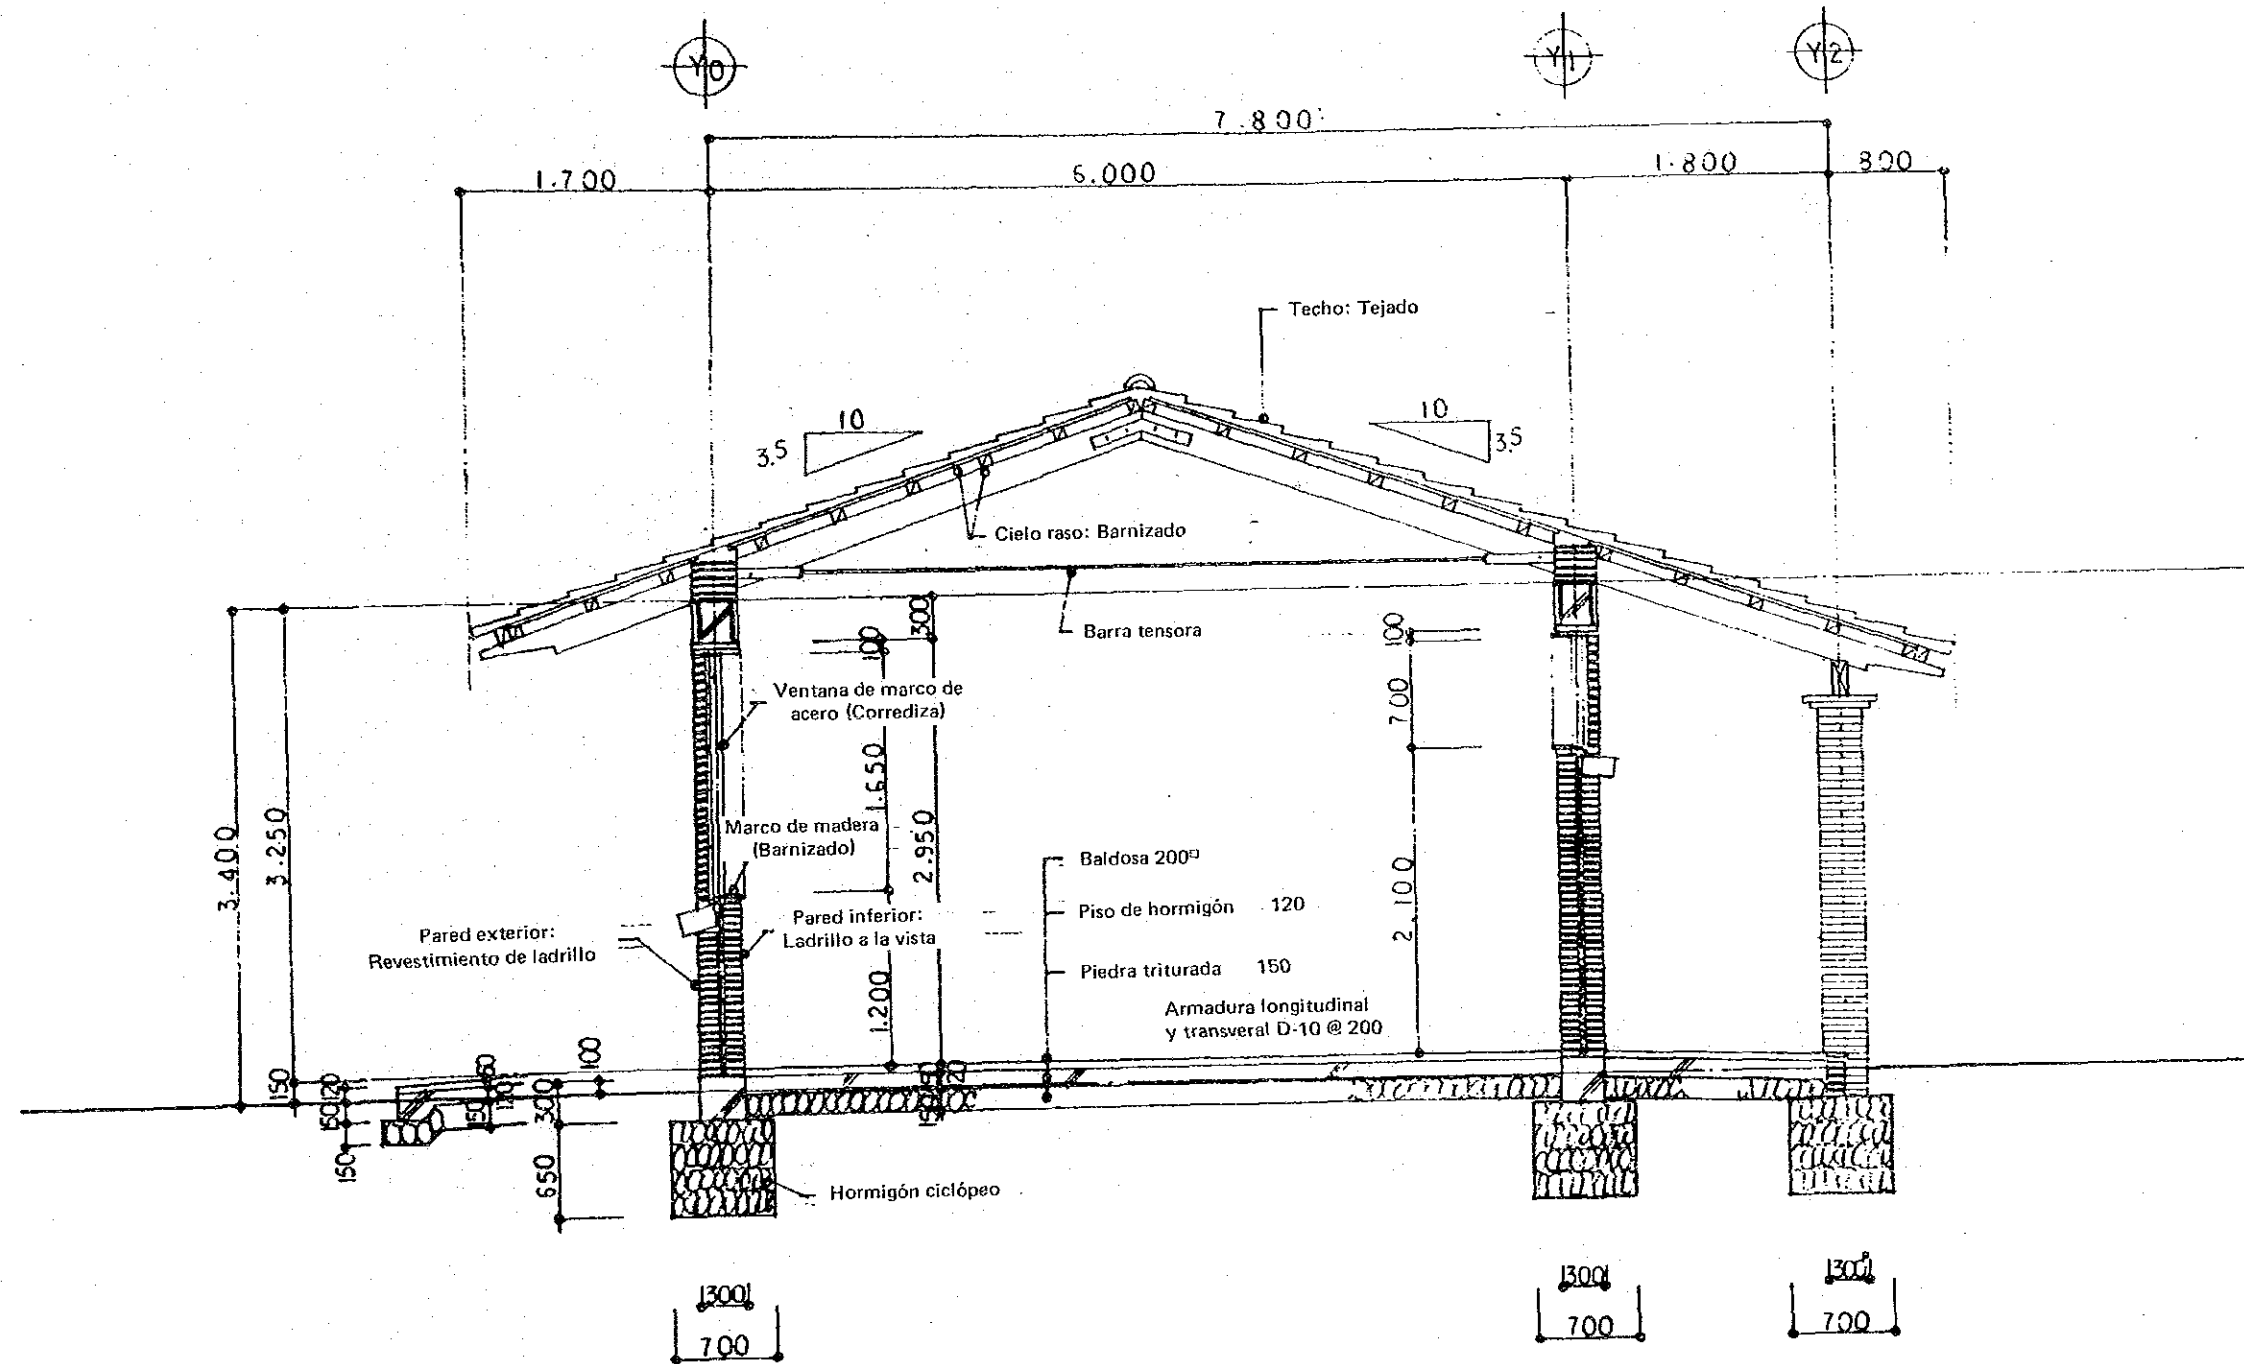 Y0
Y1
Y2
7.800
1.700
6.000
1.800
800
Techo: Tejado
10
3.5
10
3.5
Cielo raso: Barnizado
Barra tensora
300
100
100
Ventana de marco de
acero (Corrediza)
700
1.650
2.950
3.400
3.250
Marco de madera
(Barnizado)
Baldosa 200
Piso de hormigón 120
Piedra triturada 150
2.100
Pared inferior:
Ladrillo a la vista
Pared exterior:
Revestimiento de ladrillo
1.200
Armadura longitudinal
y transveral D-10 @ 200
150
120
150
150
150
100
300
650
Hormigón ciclópeo
300
700
300
700
300
700